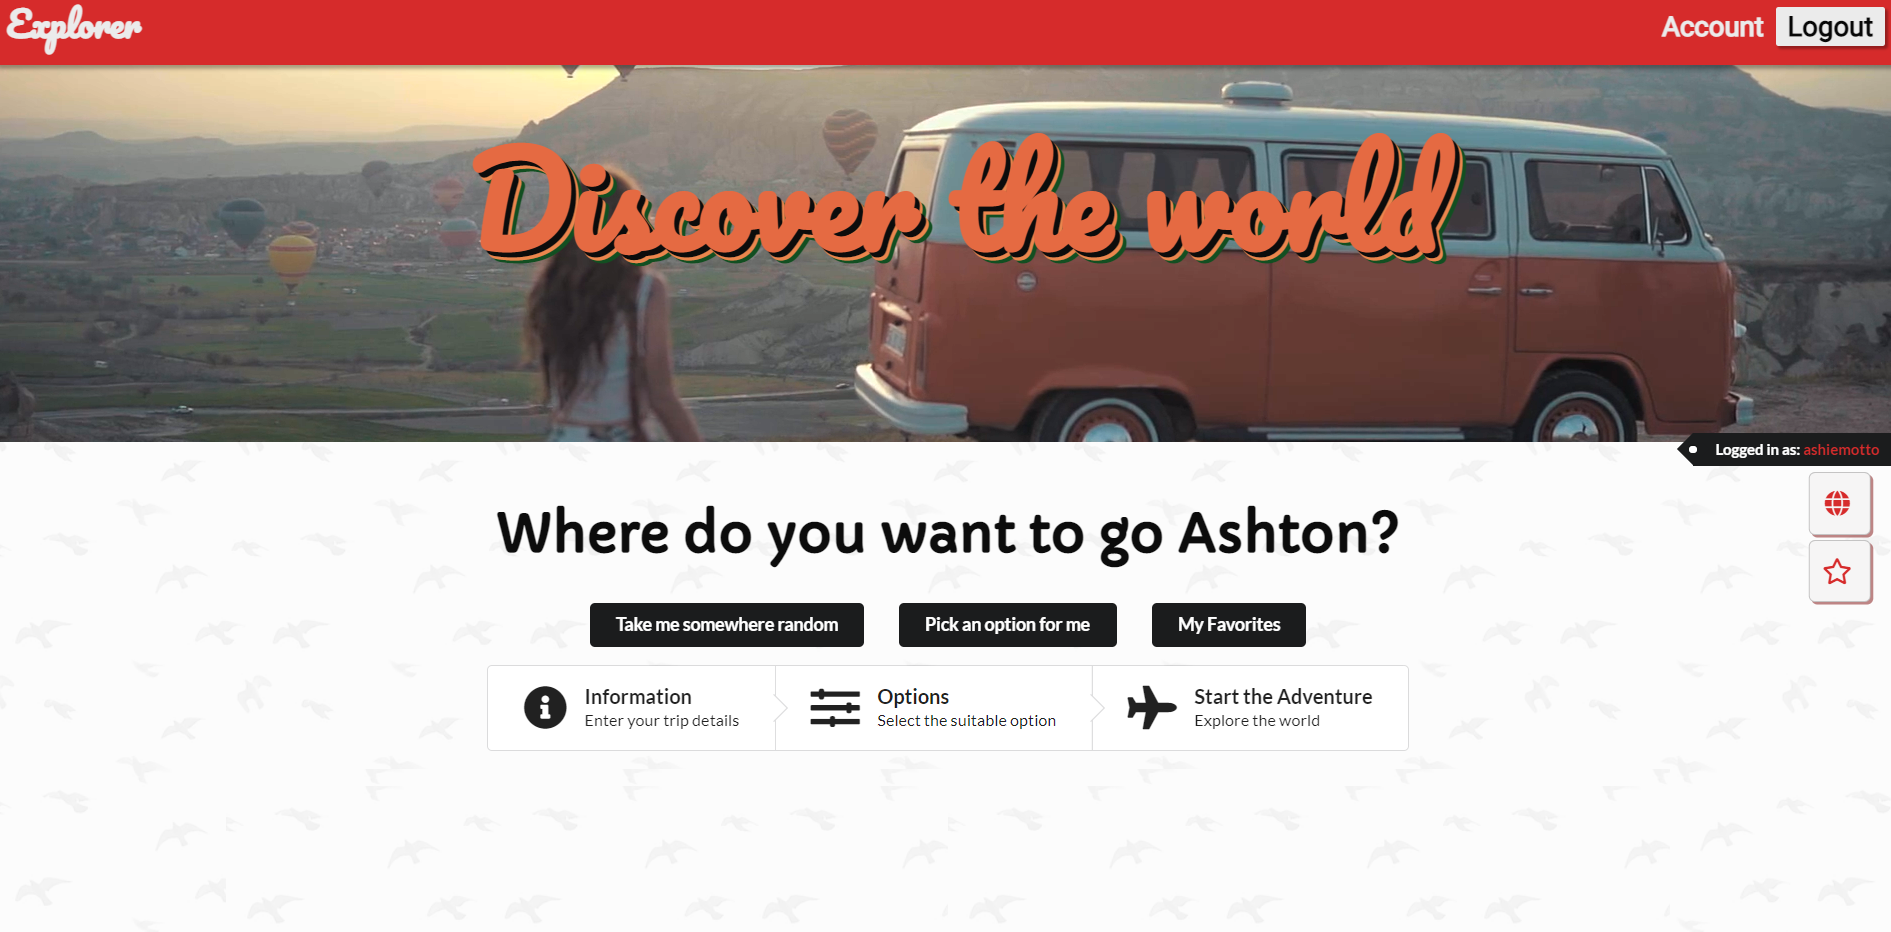 Explorer
Account
Logout
Discover the world
Logged in as: ashiemotto
Where do you want to go Ashton?
Take me somewhere random
Pick an option for me
My Favorites
Information
Enter your trip details
Options
Select the suitable option
Start the Adventure
Explore the world